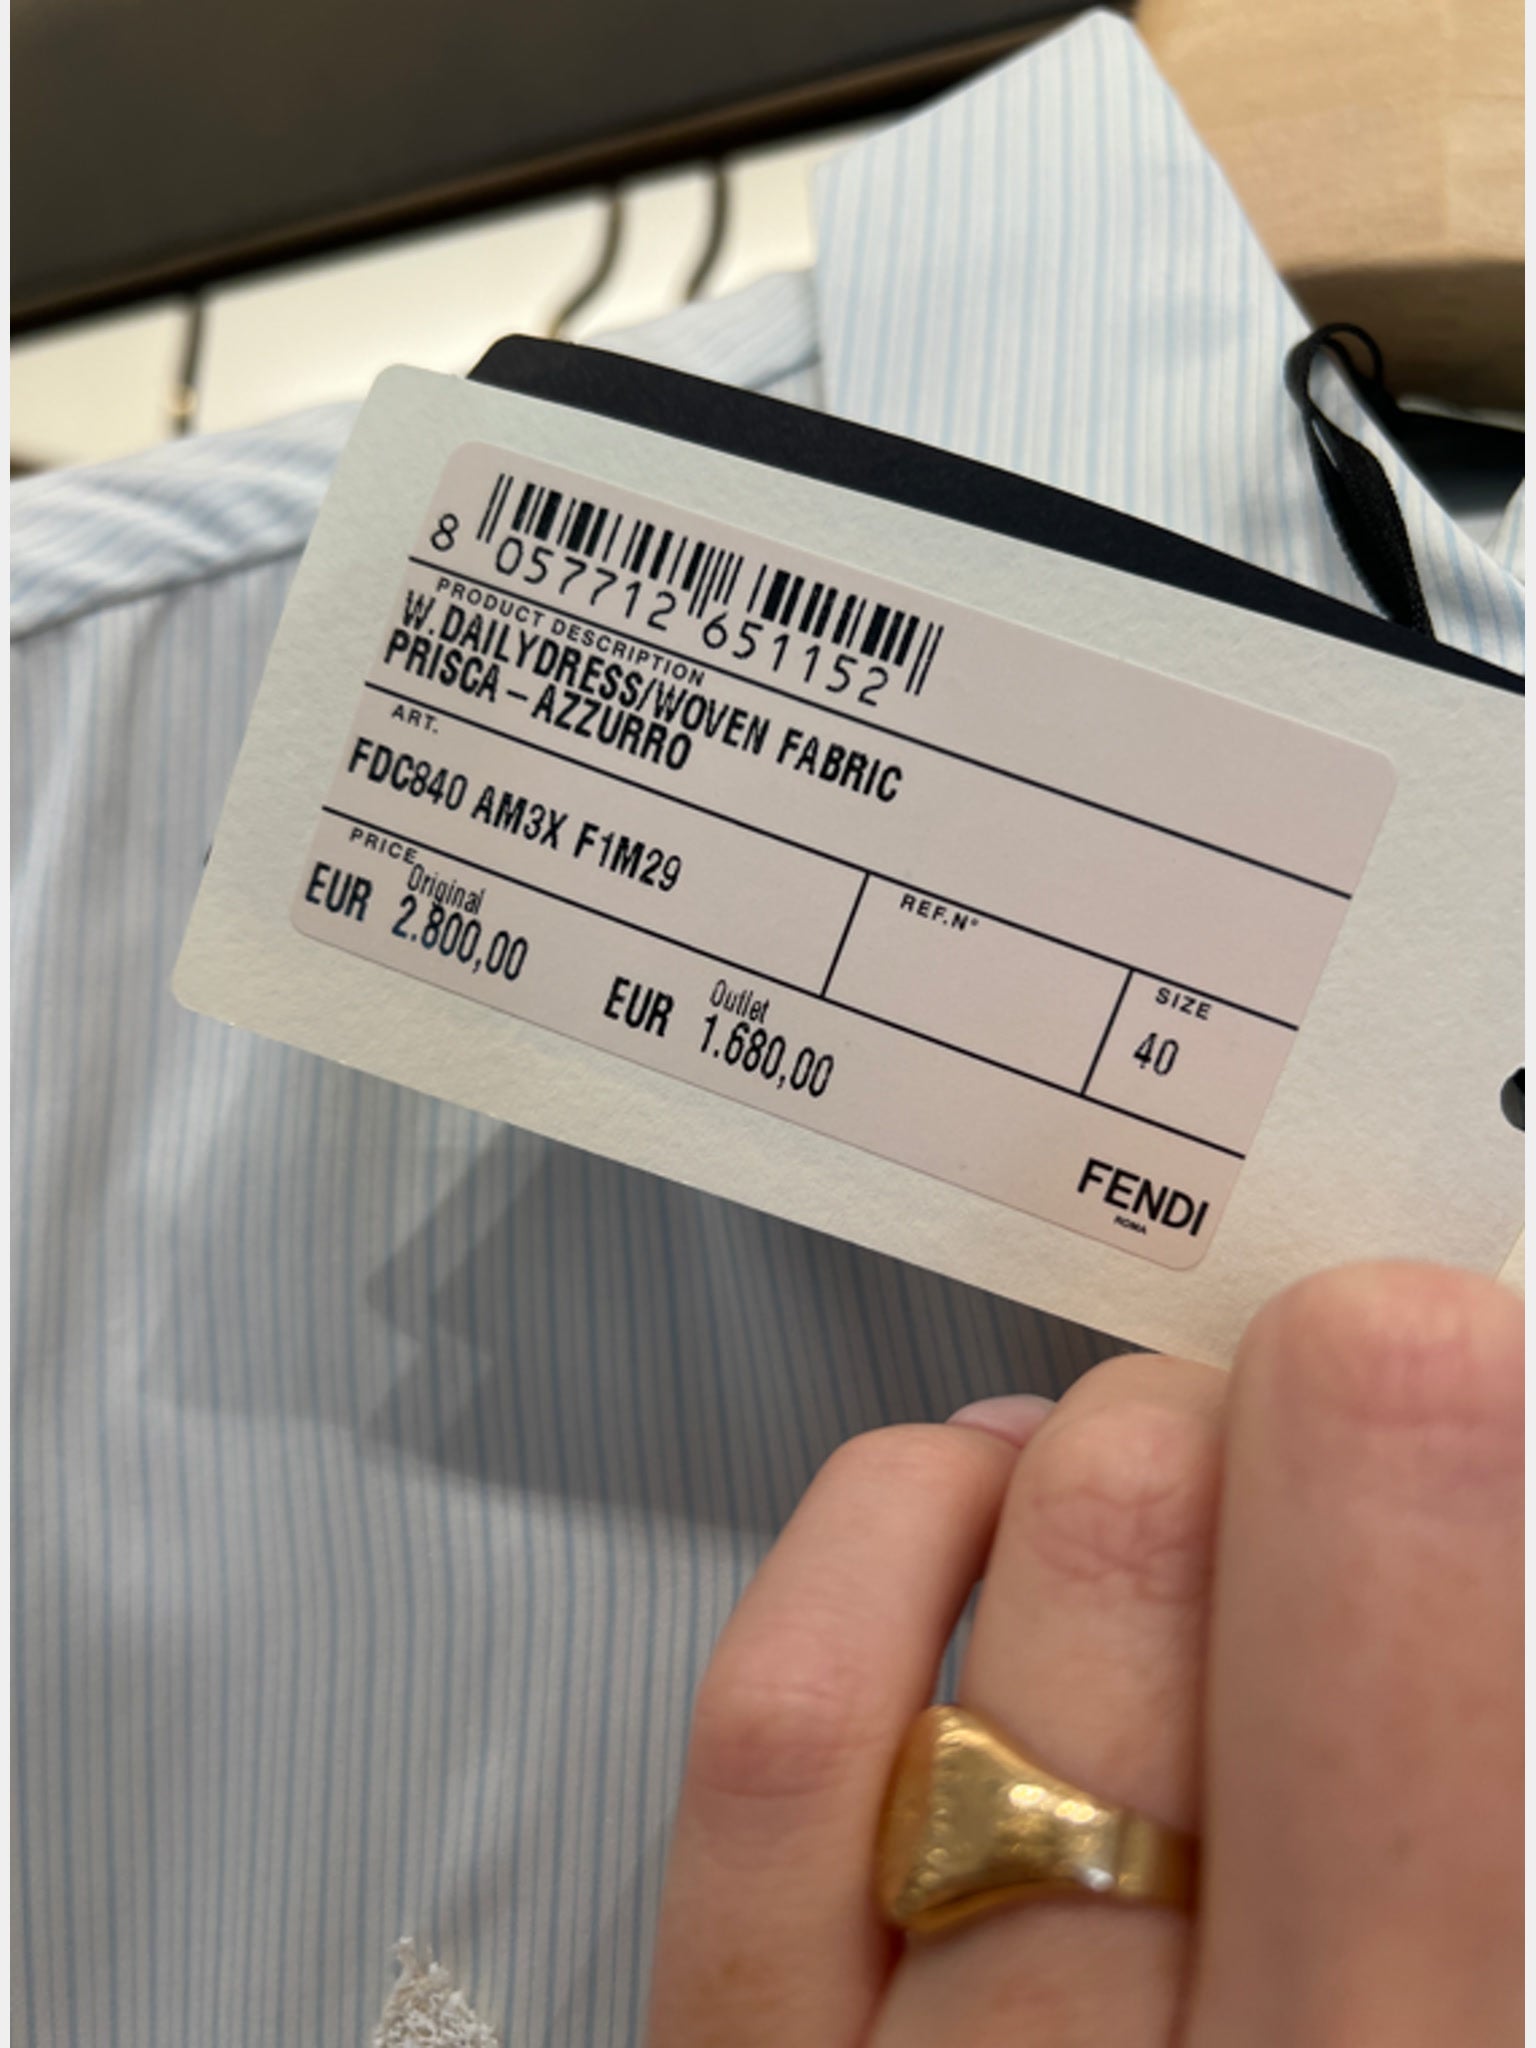 8 057712 651152
PRODUCT DESCRIPTION
W.DAILYDRESS/WOVEN FABRIC
PRISCA – AZZURRO
ART.
FDC840 AM3X F1M29
REF.N°
SIZE
40
PRICE
Original
EUR 2.800,00
Outlet
EUR 1.680,00
FENDI
ROMA